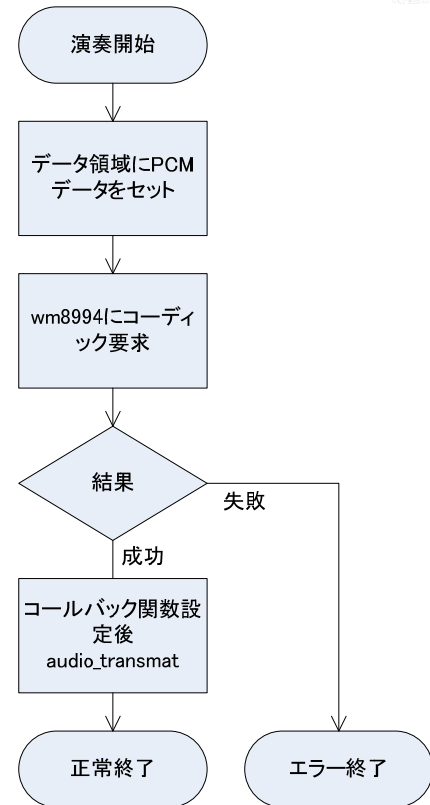 演奏開始
データ領域にPCM
データをセット
wm8994にコーディ
ック要求
結果
失敗
成功
コールバック関数設
定後
audio_transmat
正常終了
エラー終了